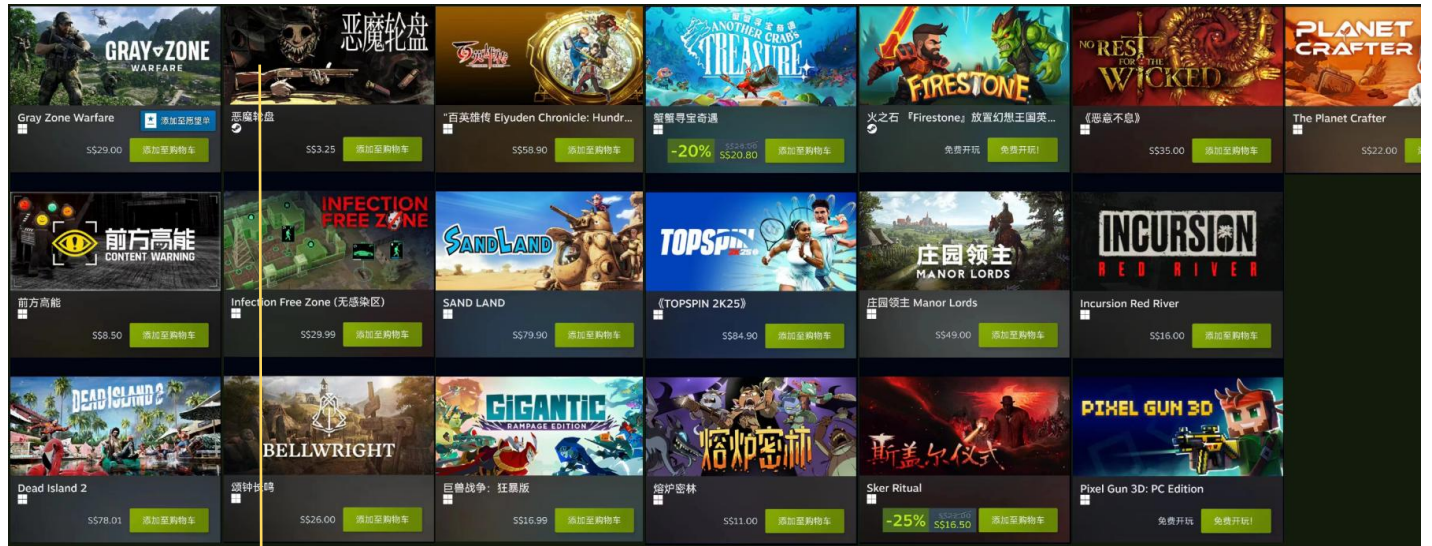 GRAY ZONE
WARFARE
Gray Zone Warfare
添加至愿望单
S$29.00
添加至购物车
恶魔轮盘
恶魔轮盘
S$3.25
添加至购物车
百英雄传
"百英雄传 Eiyuden Chronicle: Hundr...
S$58.90
添加至购物车
蟹蟹寻宝奇遇
ANOTHER CRAB'S
TREASURE
蟹蟹寻宝奇遇
-20%
S$20.80
添加至购物车
FIRESTONE
火之石 『Firestone』放置幻想王国英...
免费开玩
免费开玩!
NO REST
FOR THE
WICKED
《恶意不息》
S$35.00
添加至购物车
PLANET
CRAFTER
The Planet Crafter
S$22.00
前方高能
CONTENT WARNING
前方高能
S$8.50
添加至购物车
INFECTION
FREE ZONE
Infection Free Zone (无感染区)
S$29.99
添加至购物车
SANDLAND
SAND LAND
S$79.90
添加至购物车
TOPSPIN
2K25
《TOPSPIN 2K25》
S$84.90
添加至购物车
庄园领主
MANOR LORDS
庄园领主 Manor Lords
S$49.00
添加至购物车
INCURSION
RED RIVER
Incursion Red River
S$16.00
添加至购物车
DEAD ISLAND 2
Dead Island 2
S$78.01
添加至购物车
BELLWRIGHT
颂钟长鸣
S$26.00
添加至购物车
GIGANTIC
RAMPAGE EDITION
巨兽战争：狂暴版
S$16.99
添加至购物车
熔炉密林
熔炉密林
S$11.00
添加至购物车
斯盖尔仪式
Sker Ritual
-25%
S$16.50
添加至购物车
PIXEL GUN 3D
Pixel Gun 3D: PC Edition
免费开玩
免费开玩!